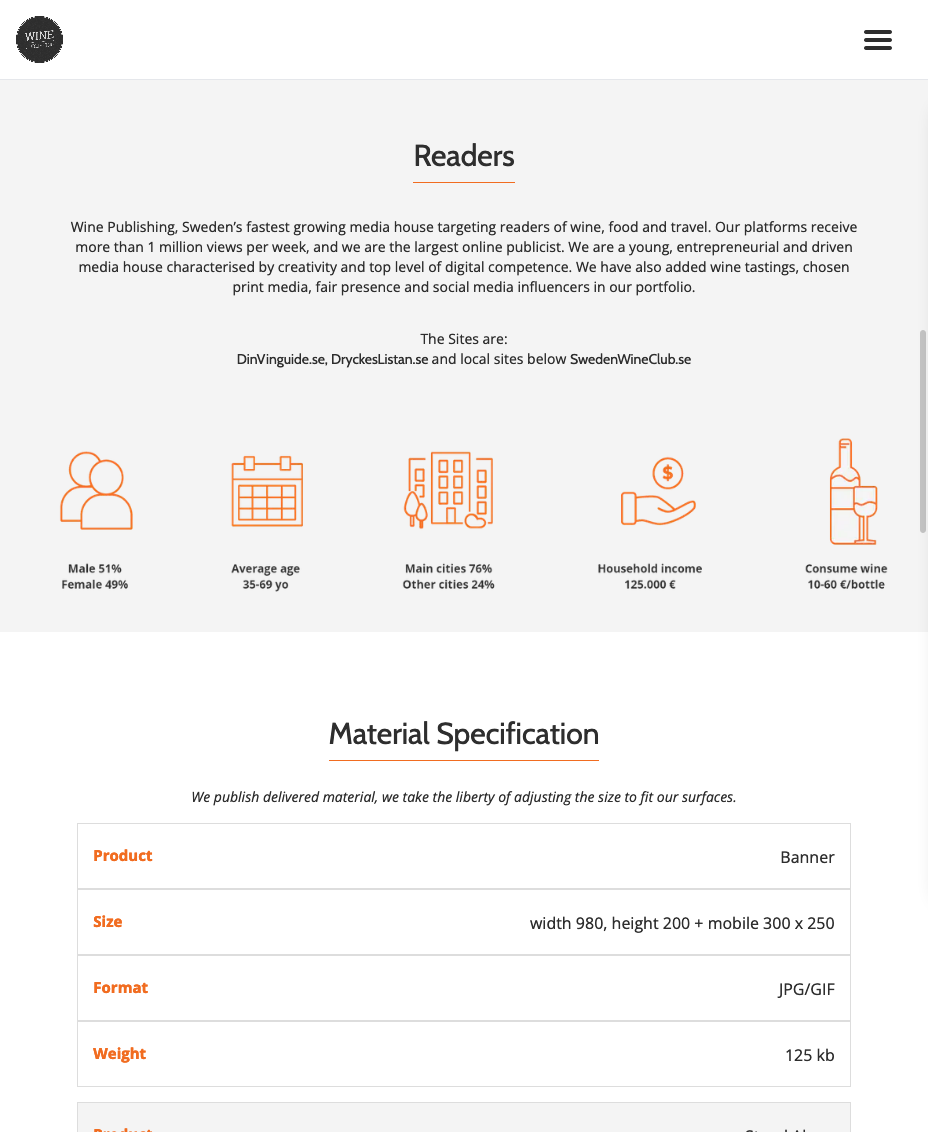 WINE
Readers
Wine Publishing, Sweden’s fastest growing media house targeting readers of wine, food and travel. Our platforms receive
more than 1 million views per week, and we are the largest online publicist. We are a young, entrepreneurial and driven
media house characterised by creativity and top level of digital competence. We have also added wine tastings, chosen
print media, fair presence and social media influencers in our portfolio.
The Sites are:
DinVinguide.se, DryckesListan.se and local sites below SwedenWineClub.se
$
Male 51%
Female 49%
Average age
35-69 yo
Main cities 76%
Other cities 24%
Household income
125.000 €
Consume wine
10-60 €/bottle
Material Specification
We publish delivered material, we take the liberty of adjusting the size to fit our surfaces.
Product Banner
Size width 980, height 200 + mobile 300 x 250
Format JPG/GIF
Weight 125 kb
Product